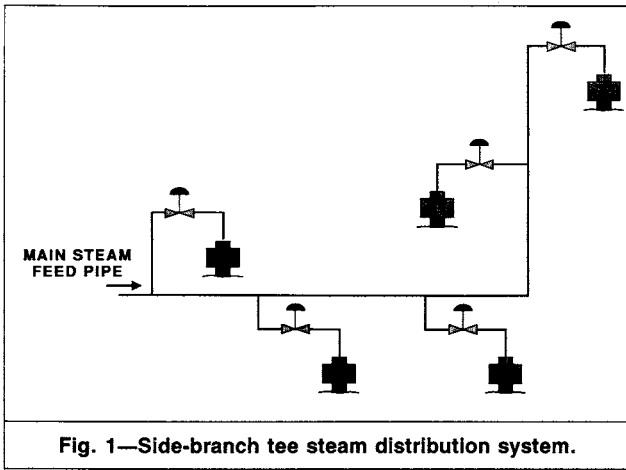 MAIN STEAM
FEED PIPE
Fig. 1—Side-branch tee steam distribution system.